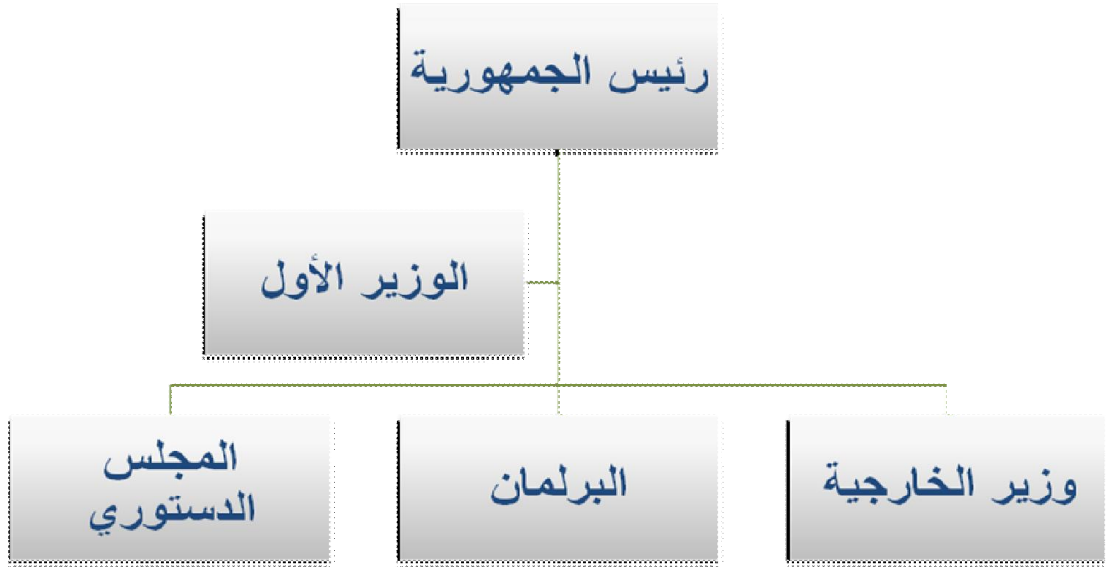 رئيس الجمهورية
الوزير الأول
وزير الخارجية
البرلمان
المجلس
الدستوري